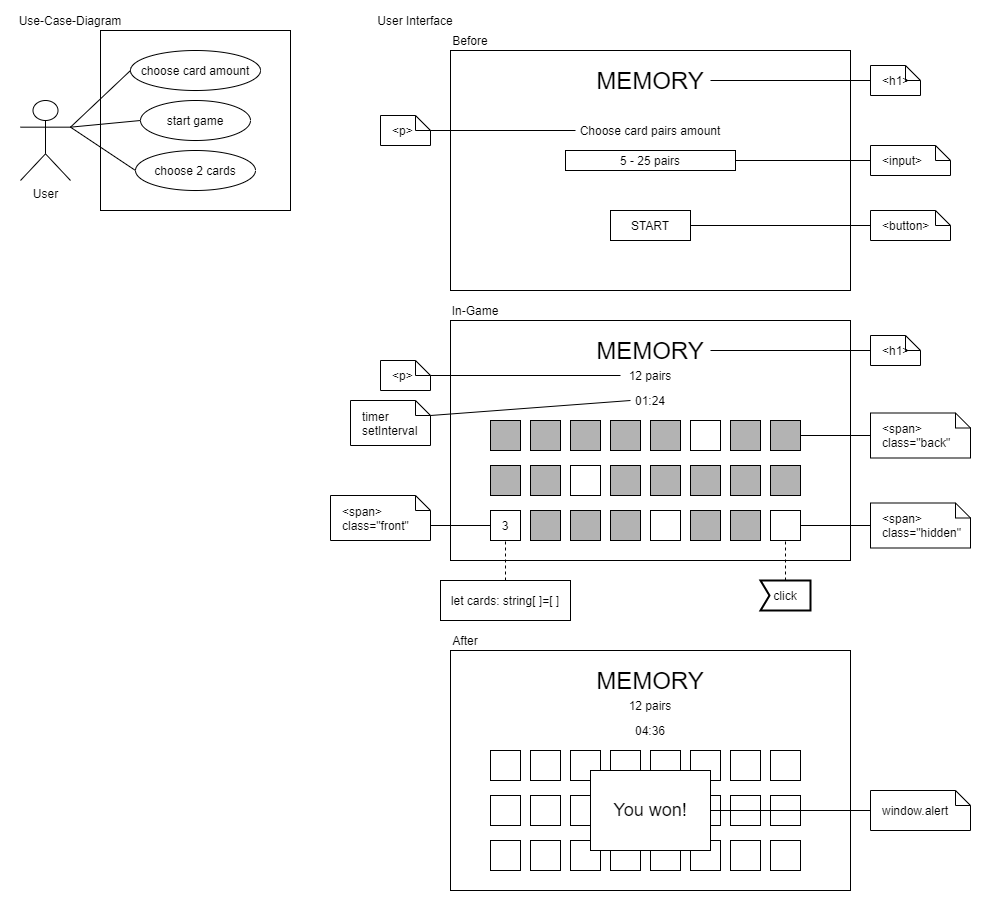 Use-Case-Diagram
choose card amount
start game
choose 2 cards
User
User Interface
Before
MEMORY
<h1>
<p>
Choose card pairs amount
5 - 25 pairs
<input>
START
<button>
In-Game
MEMORY
<h1>
<p>
12 pairs
timer
setInterval
01:24
<span>
class="back"
<span>
class="front"
3
<span>
class="hidden"
let cards: string[ ]=[ ]
click
After
MEMORY
12 pairs
04:36
You won!
window.alert